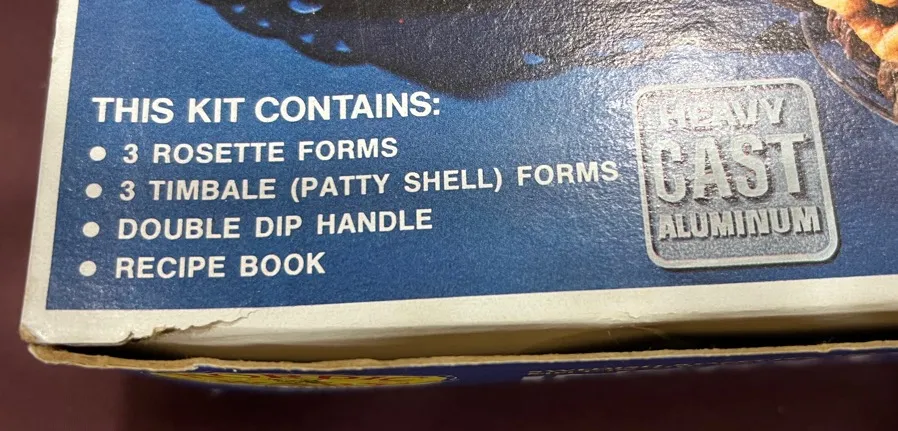 THIS KIT CONTAINS:
• 3 ROSETTE FORMS
• 3 TIMBALE (PATTY SHELL) FORMS
• DOUBLE DIP HANDLE
• RECIPE BOOK
HEAVY
CAST
ALUMINUM